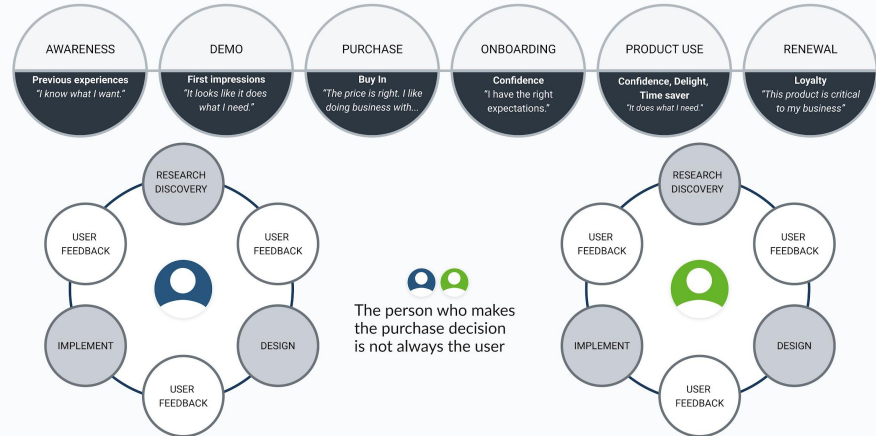 AWARENESS
Previous experiences
"I know what I want."
DEMO
First impressions
"It looks like it does
what I need."
PURCHASE
Buy In
"The price is right. I like
doing business with...
ONBOARDING
Confidence
"I have the right
expectations."
PRODUCT USE
Confidence, Delight,
Time saver
"It does what I need."
RENEWAL
Loyalty
"This product is critical
to my business"
RESEARCH
DISCOVERY
USER
FEEDBACK
USER
FEEDBACK
IMPLEMENT
DESIGN
USER
FEEDBACK
The person who makes
the purchase decision
is not always the user
RESEARCH
DISCOVERY
USER
FEEDBACK
USER
FEEDBACK
IMPLEMENT
DESIGN
USER
FEEDBACK